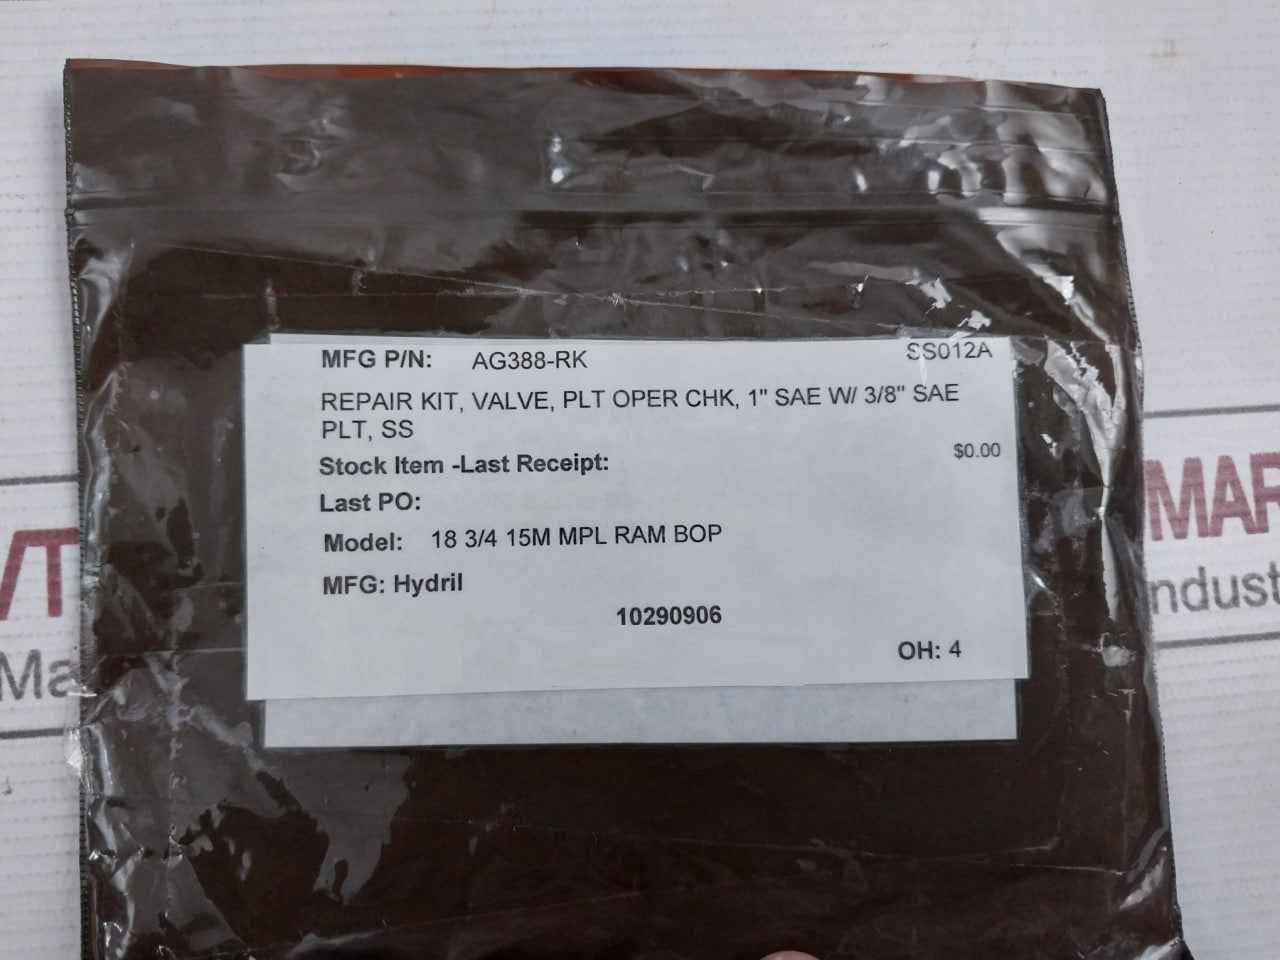 MFG P/N: AG388-RK SS012A
REPAIR KIT, VALVE, PLT OPER CHK, 1" SAE W/ 3/8" SAE
PLT, SS
Stock Item -Last Receipt: $0.00
Last PO:
Model: 18 3/4 15M MPL RAM BOP
MFG: Hydril
10290906
OH: 4
MAR
Indust
Ma